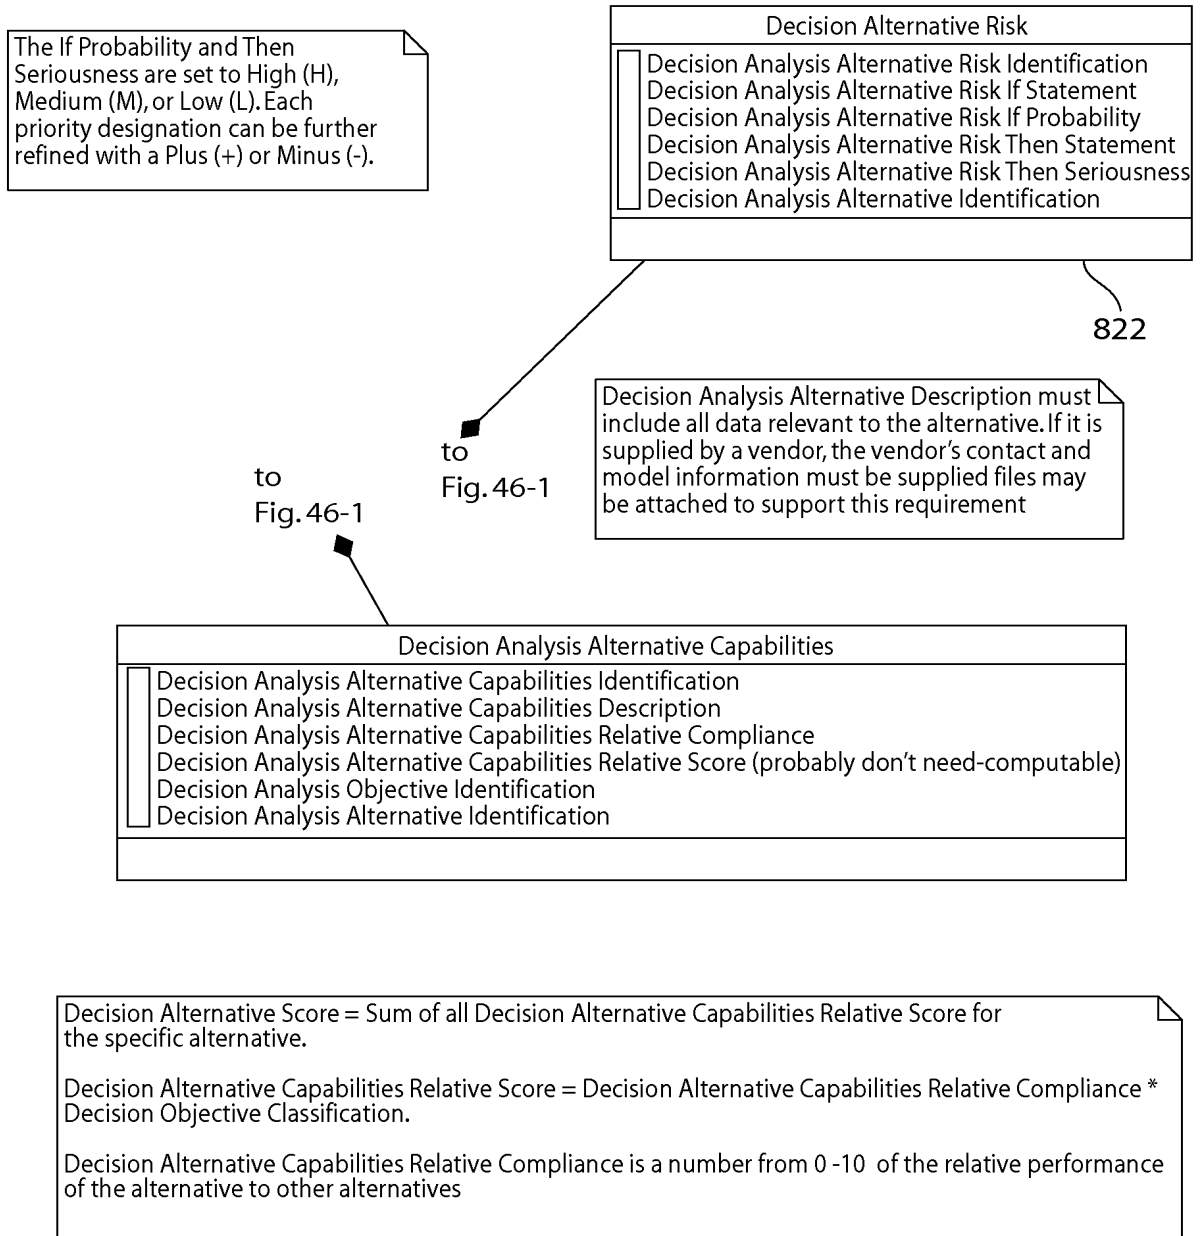 The If Probability and Then
Seriousness are set to High (H),
Medium (M), or Low (L). Each
priority designation can be further
refined with a Plus (+) or Minus (-).
Decision Alternative Risk
Decision Analysis Alternative Risk Identification
Decision Analysis Alternative Risk If Statement
Decision Analysis Alternative Risk If Probability
Decision Analysis Alternative Risk Then Statement
Decision Analysis Alternative Risk Then Seriousness
Decision Analysis Alternative Identification
822
Decision Analysis Alternative Description must
include all data relevant to the alternative. If it is
supplied by a vendor, the vendor's contact and
model information must be supplied files may
be attached to support this requirement
to
Fig. 46-1
to
Fig. 46-1
Decision Analysis Alternative Capabilities
Decision Analysis Alternative Capabilities Identification
Decision Analysis Alternative Capabilities Description
Decision Analysis Alternative Capabilities Relative Compliance
Decision Analysis Alternative Capabilities Relative Score (probably don't need-computable)
Decision Analysis Objective Identification
Decision Analysis Alternative Identification
Decision Alternative Score = Sum of all Decision Alternative Capabilities Relative Score for
the specific alternative.
Decision Alternative Capabilities Relative Score = Decision Alternative Capabilities Relative Compliance *
Decision Objective Classification.
Decision Alternative Capabilities Relative Compliance is a number from 0 -10 of the relative performance
of the alternative to other alternatives